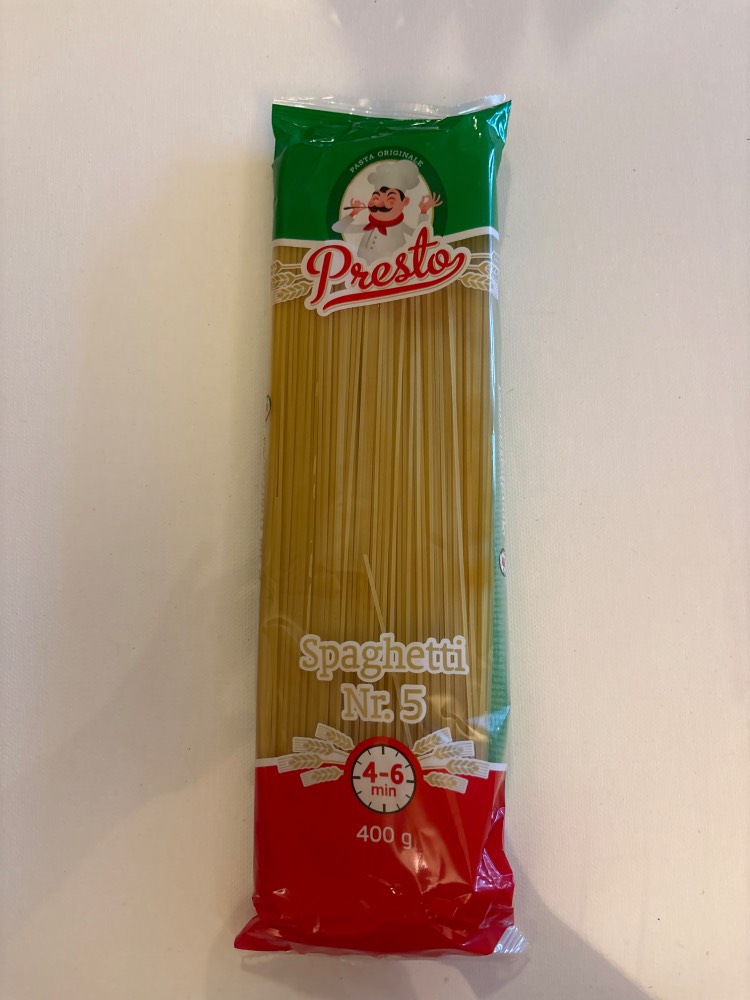 PASTA ORIGINALE
Presto
Spaghetti
Nr. 5
4-6
min
400 g